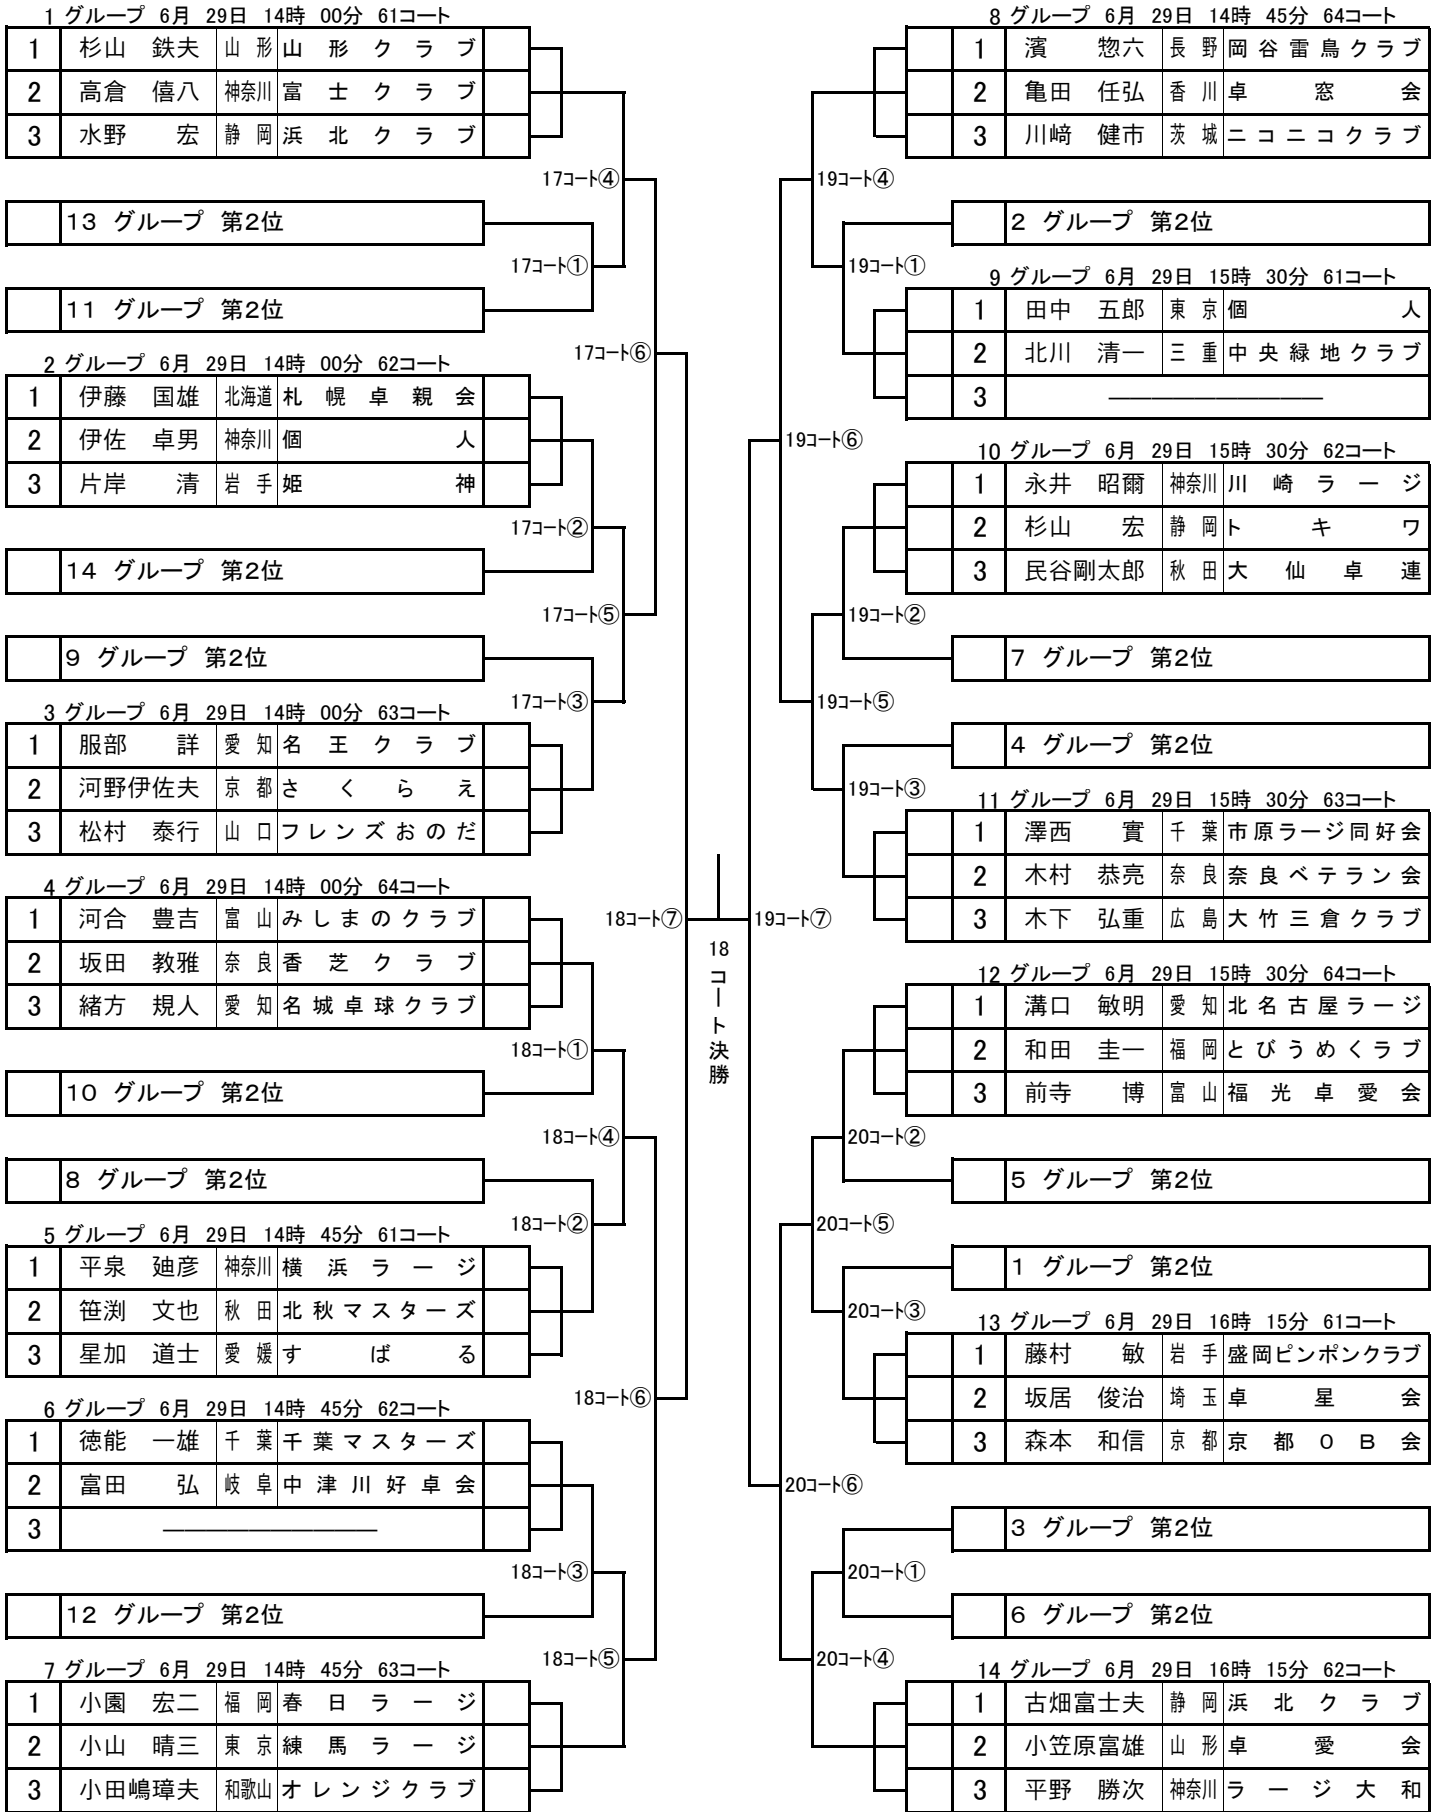 1 グループ 6月 29日 14時 00分 61コート
1 杉山 鉄夫 山形 山形クラブ
2 高倉 僖八 神奈川 富士クラブ
3 水野 宏 静岡 浜北クラブ
17コート④
13 グループ 第2位
17コート①
11 グループ 第2位
17コート⑥
2 グループ 6月 29日 14時 00分 62コート
1 伊藤 国雄 北海道 札幌卓親会
2 伊佐 卓男 神奈川 個人
3 片岸 清 岩手 姫神
17コート②
14 グループ 第2位
17コート⑤
9 グループ 第2位
17コート③
3 グループ 6月 29日 14時 00分 63コート
1 服部 詳 愛知 名王クラブ
2 河野伊佐夫 京都 さくらえ
3 松村 泰行 山口 フレンズおのだ
4 グループ 6月 29日 14時 00分 64コート
1 河合 豊吉 富山 みしまのクラブ
2 坂田 教雅 奈良 香芝クラブ
3 緒方 規人 愛知 名城卓球クラブ
18コート⑦
18コート①
10 グループ 第2位
18コート④
8 グループ 第2位
18コート②
5 グループ 6月 29日 14時 45分 61コート
1 平泉 廸彦 神奈川 横浜ラージ
2 笹渕 文也 秋田 北秋マスターズ
3 星加 道士 愛媛 すばる
18コート⑥
6 グループ 6月 29日 14時 45分 62コート
1 徳能 一雄 千葉 千葉マスターズ
2 富田 弘 岐阜 中津川好卓会
3 ――――――――――
18コート③
12 グループ 第2位
18コート⑤
7 グループ 6月 29日 14時 45分 63コート
1 小園 宏二 福岡 春日ラージ
2 小山 晴三 東京 練馬ラージ
3 小田嶋璋夫 和歌山 オレンジクラブ
18コート決勝
8 グループ 6月 29日 14時 45分 64コート
1 濱 惣六 長野 岡谷雷鳥クラブ
2 亀田 任弘 香川 卓窓会
3 川﨑 健市 茨城 ニコニコクラブ
19コート④
2 グループ 第2位
19コート①
9 グループ 6月 29日 15時 30分 61コート
1 田中 五郎 東京 個人
2 北川 清一 三重 中央緑地クラブ
3 ――――――――――
19コート⑥
10 グループ 6月 29日 15時 30分 62コート
1 永井 昭爾 神奈川 川崎ラージ
2 杉山 宏 静岡 トキワ
3 民谷剛太郎 秋田 大仙卓連
19コート②
7 グループ 第2位
19コート⑤
4 グループ 第2位
19コート③
11 グループ 6月 29日 15時 30分 63コート
1 澤西 實 千葉 市原ラージ同好会
2 木村 恭亮 奈良 奈良ベテラン会
3 木下 弘重 広島 大竹三倉クラブ
19コート⑦
12 グループ 6月 29日 15時 30分 64コート
1 溝口 敏明 愛知 北名古屋ラージ
2 和田 圭一 福岡 とびうめくラブ
3 前寺 博 富山 福光卓愛会
20コート②
5 グループ 第2位
20コート⑤
1 グループ 第2位
20コート③
13 グループ 6月 29日 16時 15分 61コート
1 藤村 敏 岩手 盛岡ピンポンクラブ
2 坂居 俊治 埼玉 卓星会
3 森本 和信 京都 京都OB会
20コート⑥
3 グループ 第2位
20コート①
6 グループ 第2位
20コート④
14 グループ 6月 29日 16時 15分 62コート
1 古畑富士夫 静岡 浜北クラブ
2 小笠原富雄 山形 卓愛会
3 平野 勝次 神奈川 ラージ大和